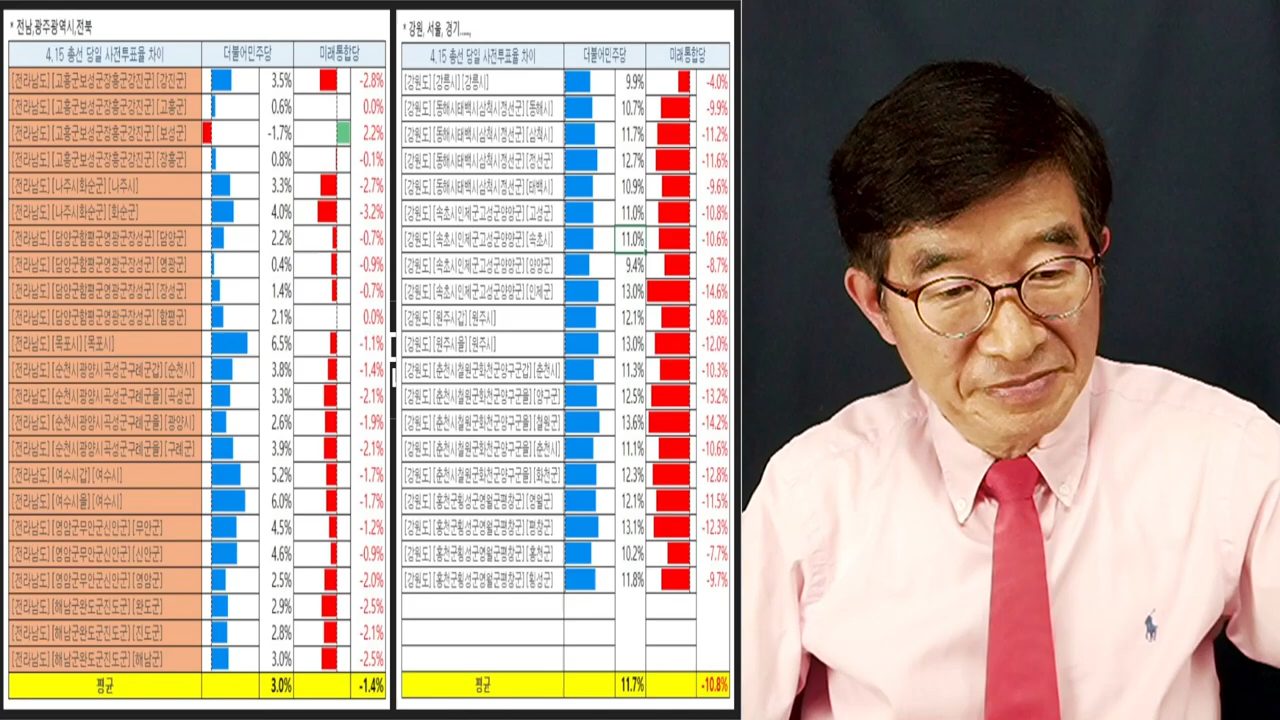 * 전남,광주광역시,전북
4.15 총선 당일 사전투표율 차이 더불어민주당 미래통합당
[전라남도][고흥군보성군장흥군강진군][강진군] 3.5% -2.8%
[전라남도][고흥군보성군장흥군강진군][고흥군] 0.6% 0.0%
[전라남도][고흥군보성군장흥군강진군][보성군] -1.7% 2.2%
[전라남도][고흥군보성군장흥군강진군][장흥군] 0.8% -0.1%
[전라남도][나주시화순군][나주시] 3.3% -2.7%
[전라남도][나주시화순군][화순군] 4.0% -3.2%
[전라남도][담양군함평군영광군장성군][담양군] 2.2% -0.7%
[전라남도][담양군함평군영광군장성군][영광군] 0.4% -0.9%
[전라남도][담양군함평군영광군장성군][장성군] 1.4% -0.7%
[전라남도][담양군함평군영광군장성군][함평군] 2.1% 0.0%
[전라남도][목포시][목포시] 6.5% -1.1%
[전라남도][순천시광양시곡성군구례군갑][순천시] 3.8% -1.4%
[전라남도][순천시광양시곡성군구례군을][곡성군] 3.3% -2.1%
[전라남도][순천시광양시곡성군구례군을][광양시] 2.6% -1.9%
[전라남도][순천시광양시곡성군구례군을][구례군] 3.9% -2.1%
[전라남도][여수시갑][여수시] 5.2% -1.7%
[전라남도][여수시을][여수시] 6.0% -1.7%
[전라남도][영암군무안군신안군][무안군] 4.5% -1.2%
[전라남도][영암군무안군신안군][신안군] 4.6% -0.9%
[전라남도][영암군무안군신안군][영암군] 2.5% -2.0%
[전라남도][해남군완도군진도군][완도군] 2.9% -2.5%
[전라남도][해남군완도군진도군][진도군] 2.8% -2.1%
[전라남도][해남군완도군진도군][해남군] 3.0% -2.5%
평균 3.0% -1.4%
* 강원, 서울, 경기.....
4.15 총선 당일 사전투표율 차이 더불어민주당 미래통합당
[강원도][강릉시][강릉시] 9.9% -4.0%
[강원도][동해시태백시삼척시정선군][동해시] 10.7% -9.9%
[강원도][동해시태백시삼척시정선군][삼척시] 11.7% -11.2%
[강원도][동해시태백시삼척시정선군][정선군] 12.7% -11.6%
[강원도][동해시태백시삼척시정선군][태백시] 10.9% -9.6%
[강원도][속초시인제군고성군양양군][고성군] 11.0% -10.8%
[강원도][속초시인제군고성군양양군][속초시] 11.0% -10.6%
[강원도][속초시인제군고성군양양군][양양군] 9.4% -8.7%
[강원도][속초시인제군고성군양양군][인제군] 13.0% -14.6%
[강원도][원주시갑][원주시] 12.1% -9.8%
[강원도][원주시을][원주시] 13.0% -12.0%
[강원도][춘천시철원군화천군양구군갑][춘천시] 11.3% -10.3%
[강원도][춘천시철원군화천군양구군을][양구군] 12.5% -13.2%
[강원도][춘천시철원군화천군양구군을][철원군] 13.6% -14.2%
[강원도][춘천시철원군화천군양구군을][춘천시] 11.1% -10.6%
[강원도][춘천시철원군화천군양구군을][화천군] 12.3% -12.8%
[강원도][홍천군횡성군영월군평창군][영월군] 12.1% -11.5%
[강원도][홍천군횡성군영월군평창군][평창군] 13.1% -12.3%
[강원도][홍천군횡성군영월군평창군][홍천군] 10.2% -7.7%
[강원도][홍천군횡성군영월군평창군][횡성군] 11.8% -9.7%
평균 11.7% -10.8%